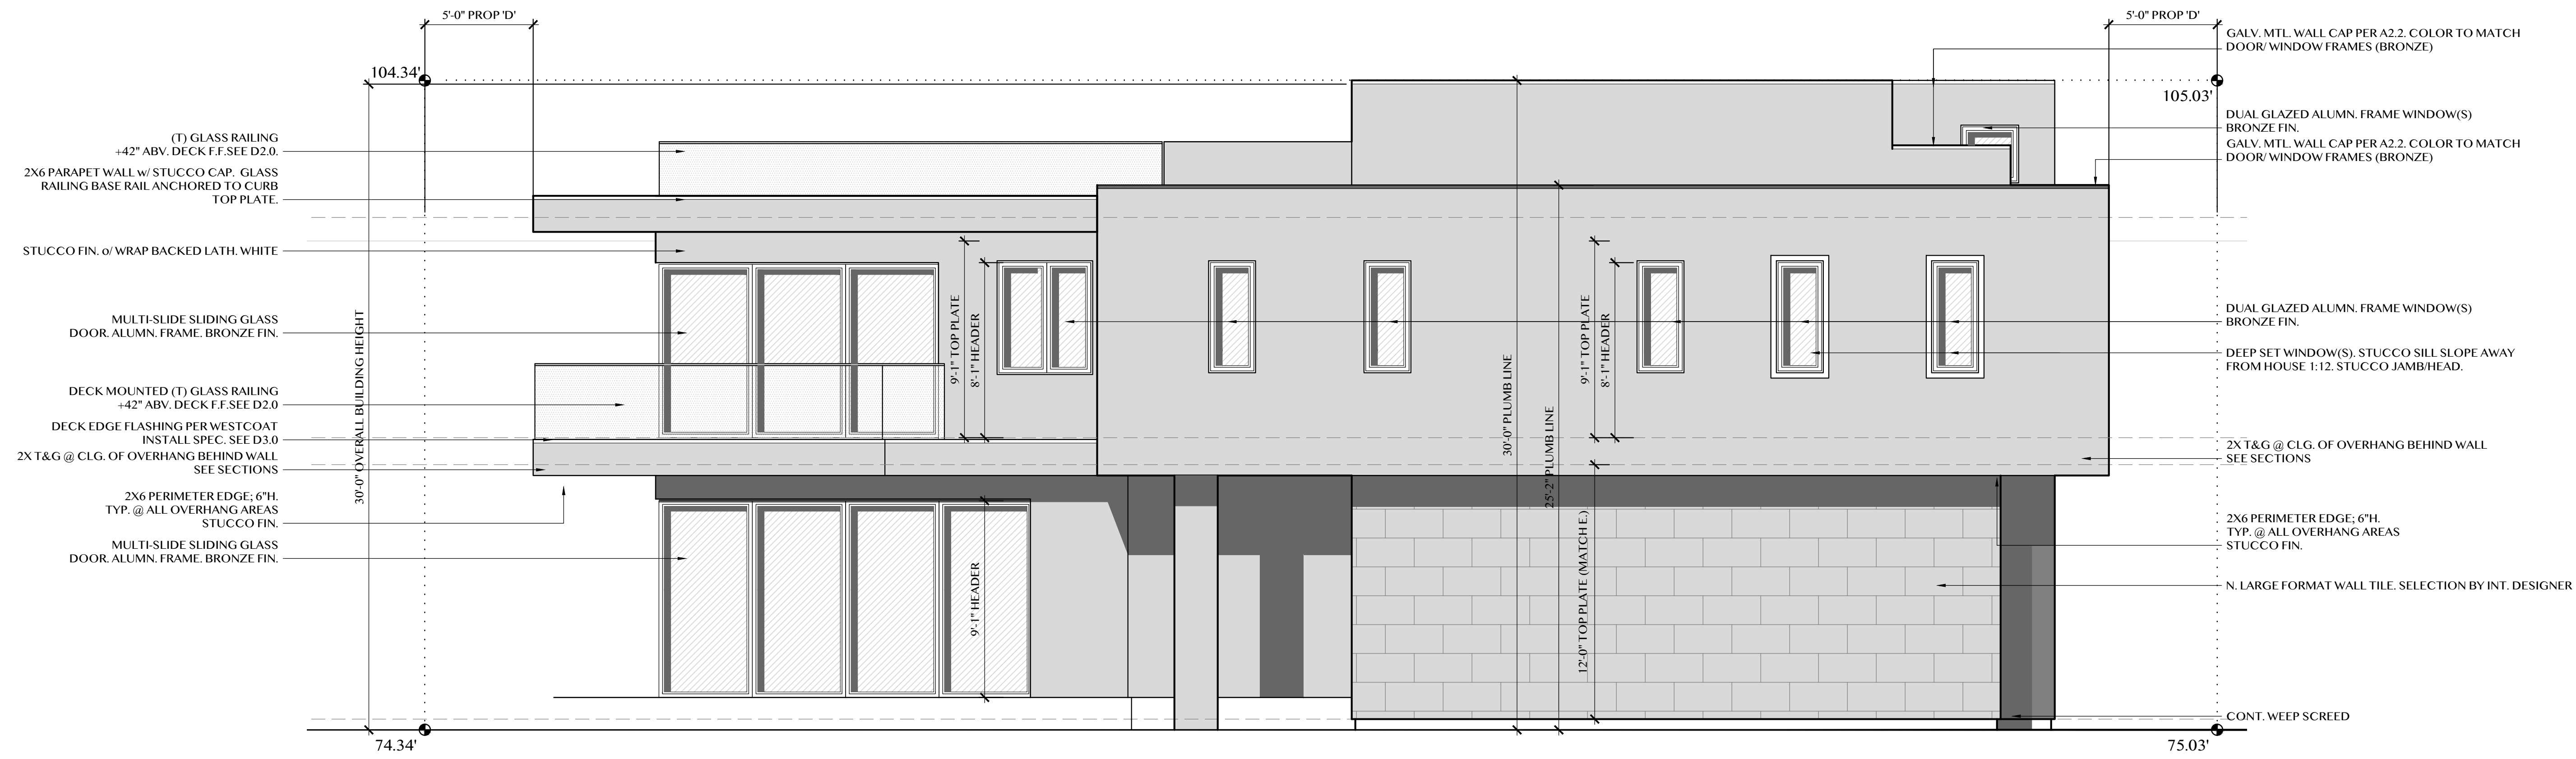 5'-0" PROP 'D'
5'-0" PROP 'D'
104.34'
105.03'
(T) GLASS RAILING
+42" ABV. DECK F.F.SEE D2.0.
2X6 PARAPET WALL w/ STUCCO CAP. GLASS
RAILING BASE RAIL ANCHORED TO CURB
TOP PLATE.
STUCCO FIN. o/ WRAP BACKED LATH. WHITE
MULTI-SLIDE SLIDING GLASS
DOOR. ALUMN. FRAME. BRONZE FIN.
DECK MOUNTED (T) GLASS RAILING
+42" ABV. DECK F.F.SEE D2.0
DECK EDGE FLASHING PER WESTCOAT
INSTALL SPEC. SEE D3.0
2X T&G @ CLG. OF OVERHANG BEHIND WALL
SEE SECTIONS
2X6 PERIMETER EDGE; 6"H.
TYP. @ ALL OVERHANG AREAS
STUCCO FIN.
MULTI-SLIDE SLIDING GLASS
DOOR. ALUMN. FRAME. BRONZE FIN.
30'-0" OVERALL BUILDING HEIGHT
9'-1" TOP PLATE
8'-1" HEADER
9'-1" HEADER
30'-0" PLUMB LINE
25'-2" PLUMB LINE
9'-1" TOP PLATE
8'-1" HEADER
12'-0" TOP PLATE (MATCH E.)
GALV. MTL. WALL CAP PER A2.2. COLOR TO MATCH
DOOR/ WINDOW FRAMES (BRONZE)
DUAL GLAZED ALUMN. FRAME WINDOW(S)
BRONZE FIN.
GALV. MTL. WALL CAP PER A2.2. COLOR TO MATCH
DOOR/ WINDOW FRAMES (BRONZE)
DUAL GLAZED ALUMN. FRAME WINDOW(S)
BRONZE FIN.
DEEP SET WINDOW(S). STUCCO SILL SLOPE AWAY
FROM HOUSE 1:12. STUCCO JAMB/HEAD.
2X T&G @ CLG. OF OVERHANG BEHIND WALL
SEE SECTIONS
2X6 PERIMETER EDGE; 6"H.
TYP. @ ALL OVERHANG AREAS
STUCCO FIN.
N. LARGE FORMAT WALL TILE. SELECTION BY INT. DESIGNER
CONT. WEEP SCREED
74.34'
75.03'